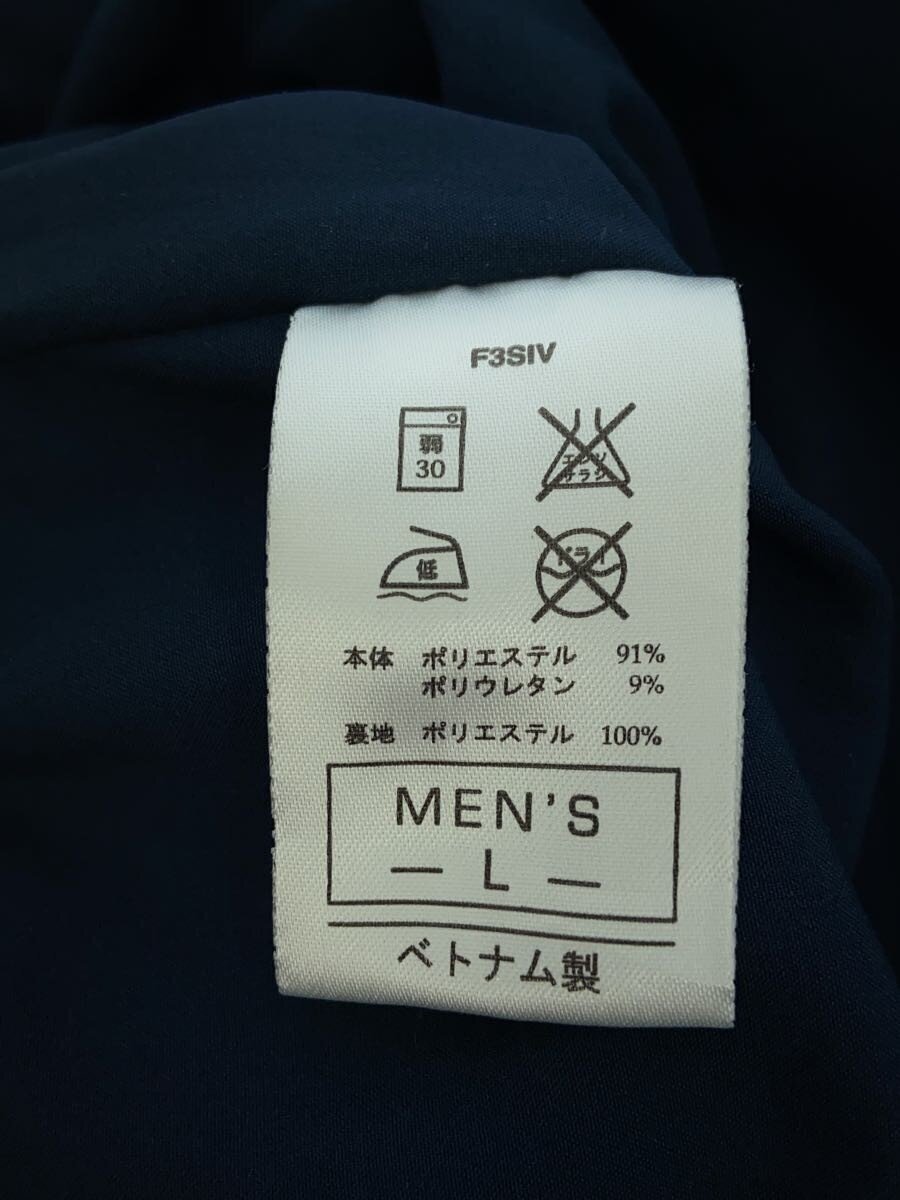 F3SIV
弱
30
エンソ
サラシ
低
ドライ
本体 ポリエステル 91%
ポリウレタン 9%
裏地 ポリエステル 100%
MEN'S
— L —
ベトナム製